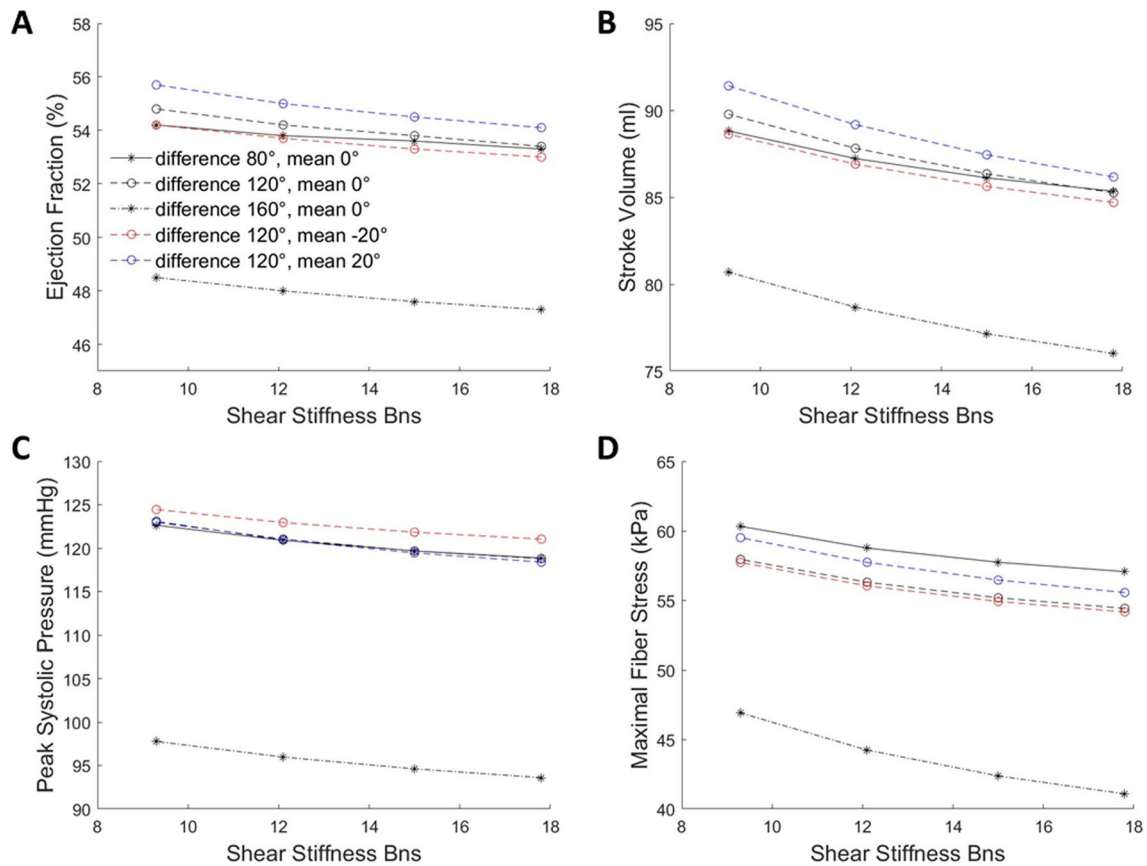 A
58
56
54
52
50
48
46
Ejection Fraction (%)
difference 80°, mean 0°
difference 120°, mean 0°
difference 160°, mean 0°
difference 120°, mean -20°
difference 120°, mean 20°
8 10 12 14 16 18
Shear Stiffness Bns
B
95
90
85
80
75
Stroke Volume (ml)
8 10 12 14 16 18
Shear Stiffness Bns
C
130
125
120
115
110
105
100
95
90
Peak Systolic Pressure (mmHg)
8 10 12 14 16 18
Shear Stiffness Bns
D
65
60
55
50
45
40
Maximal Fiber Stress (kPa)
8 10 12 14 16 18
Shear Stiffness Bns